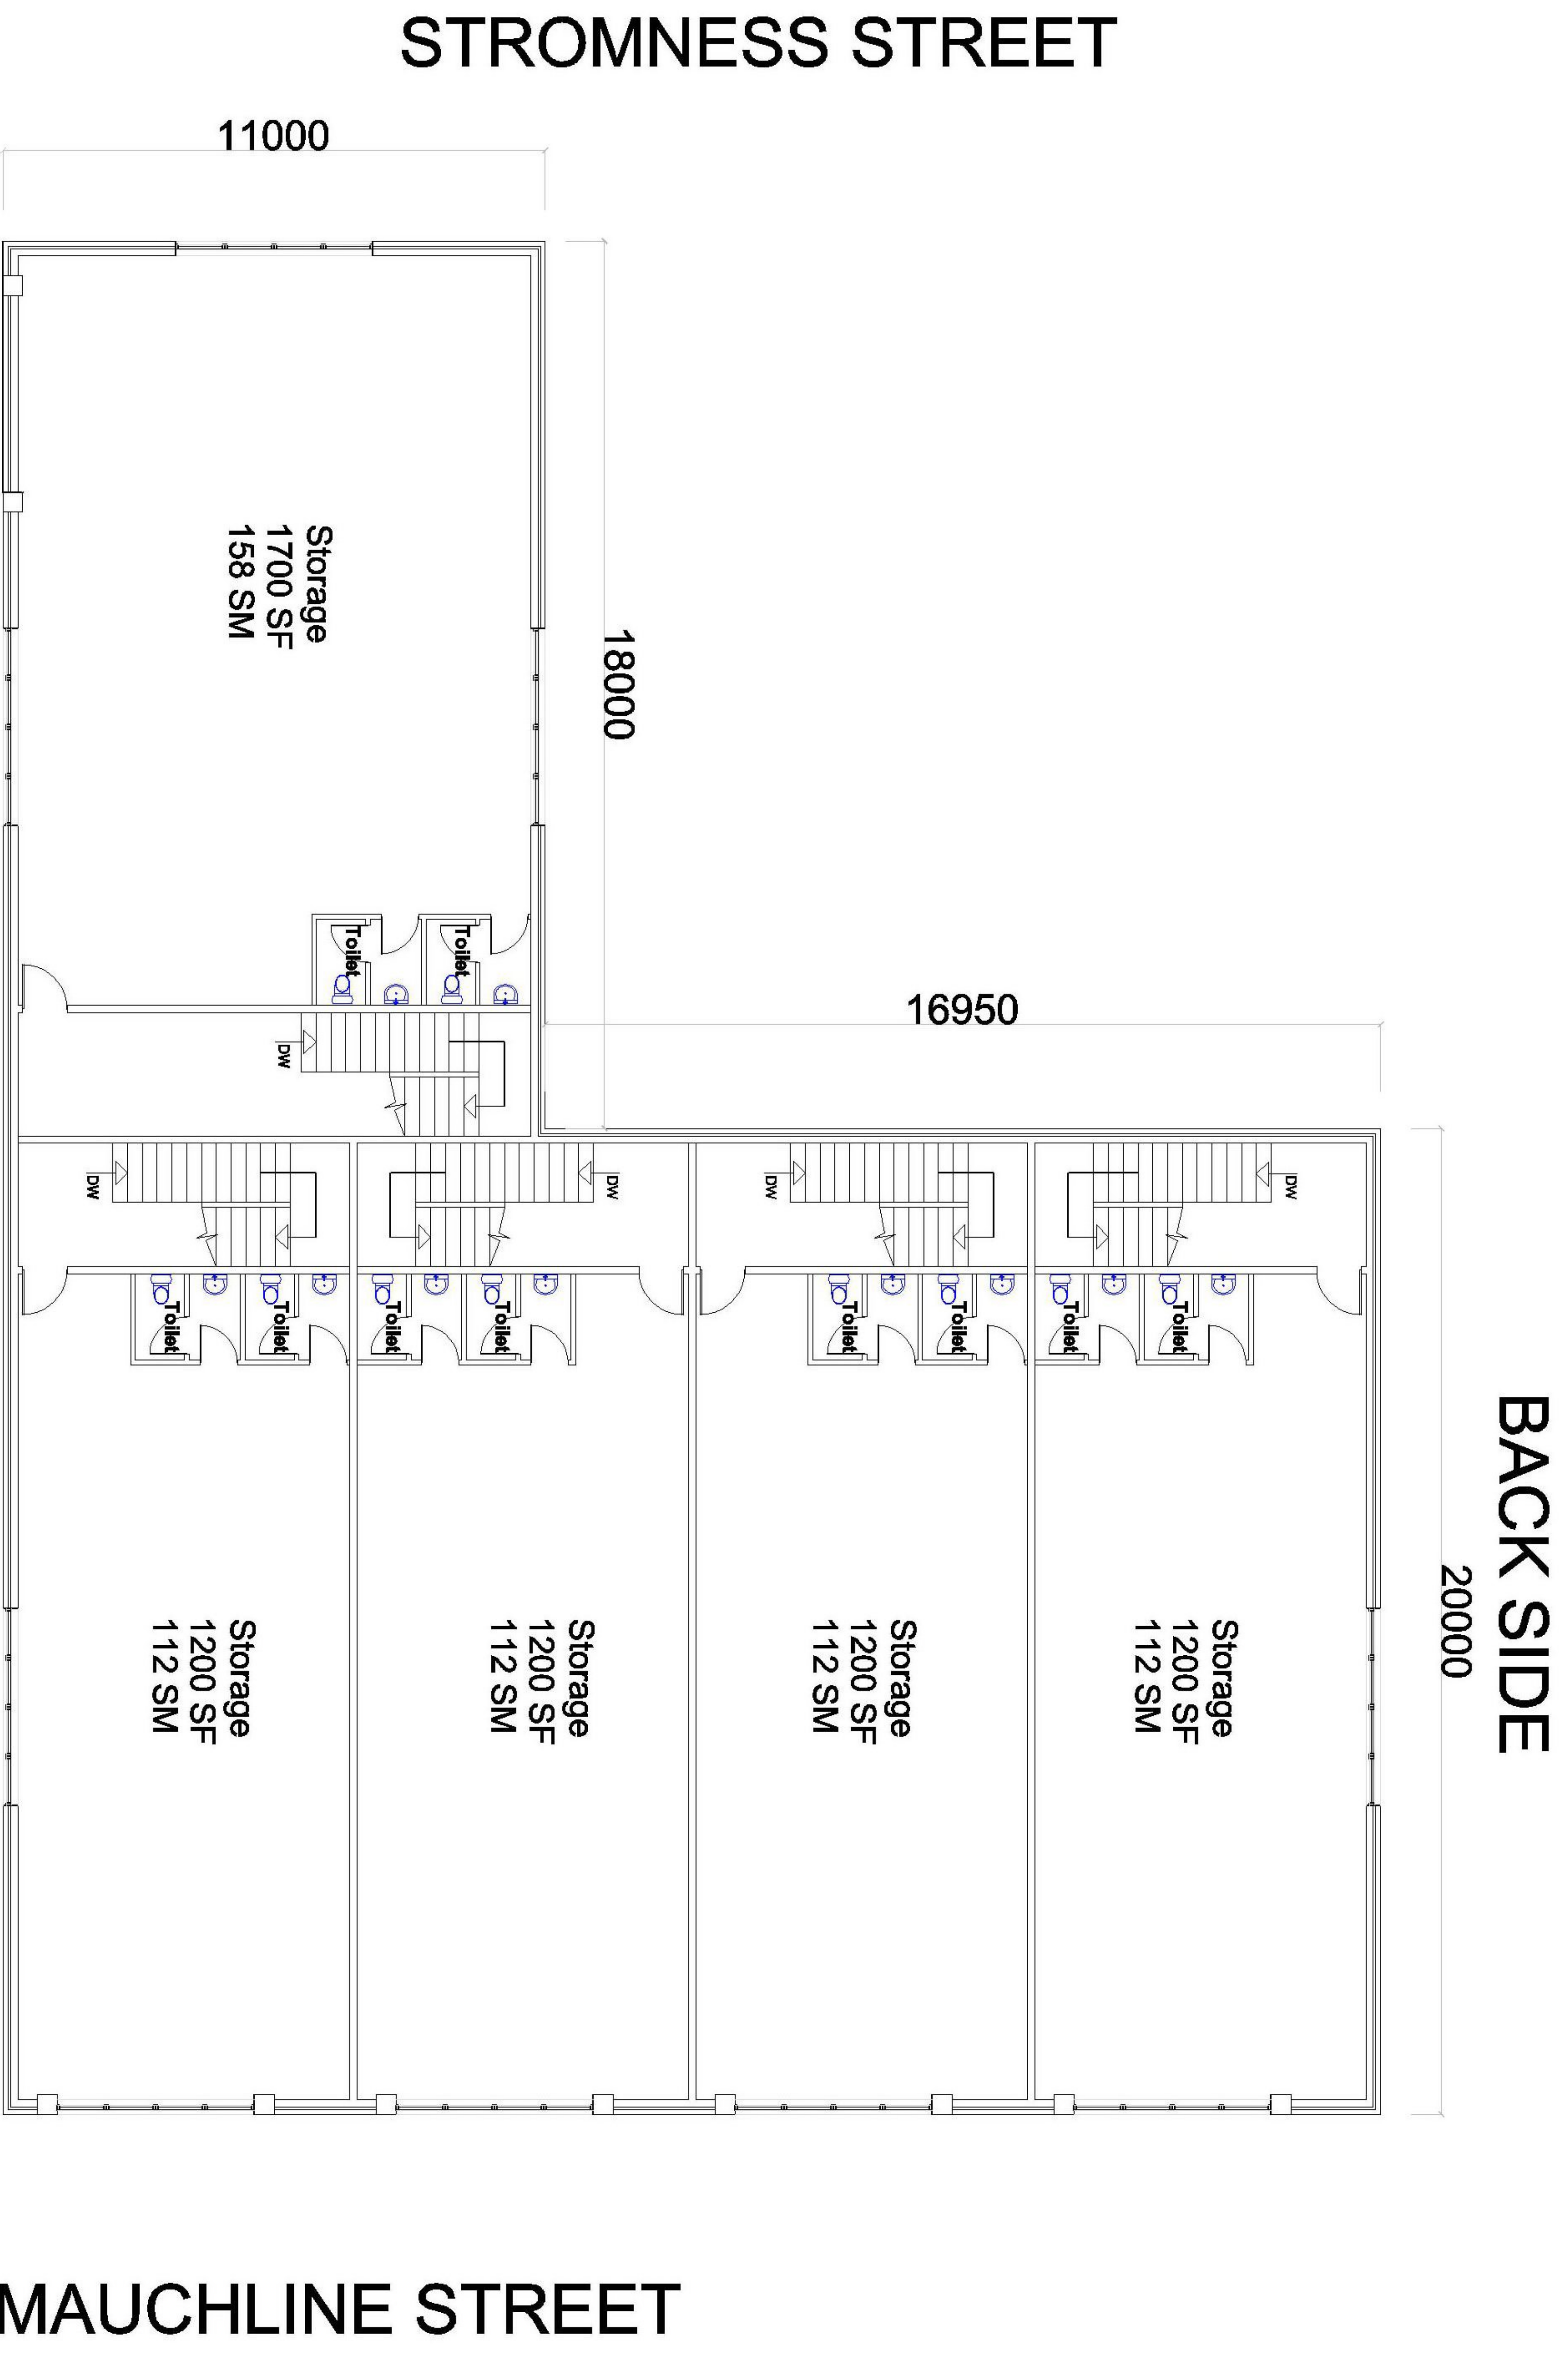 STROMNESS STREET
11000
Storage
1700 SF
158 SM
18000
Toilet
Toilet
16950
DW
DW
DW
DW
DW
Toilet
Toilet
Toilet
Toilet
Toilet
Toilet
Toilet
Toilet
BACK SIDE
20000
Storage
1200 SF
112 SM
Storage
1200 SF
112 SM
Storage
1200 SF
112 SM
Storage
1200 SF
112 SM
MAUCHLINE STREET